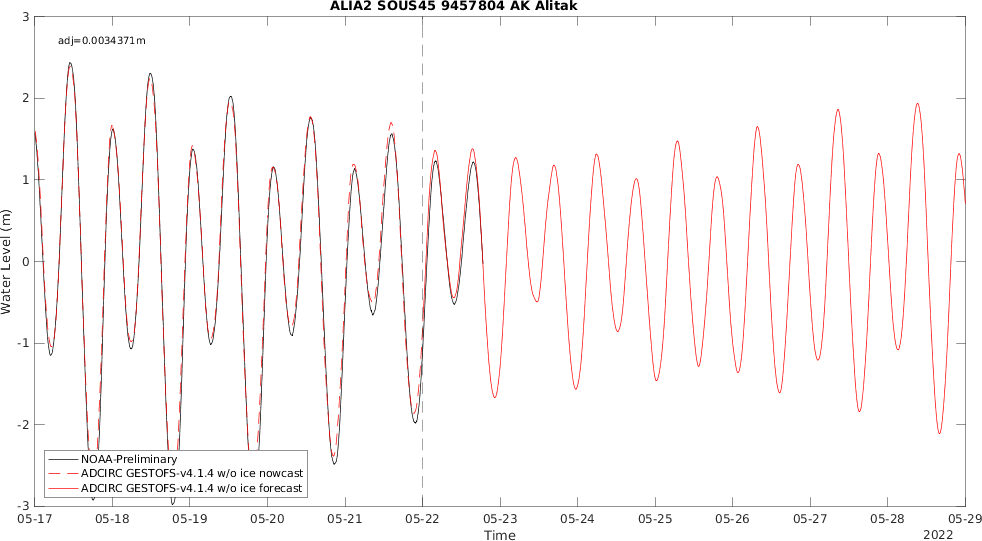 ALIA2 SOUS45 9457804 AK Alitak
3
adj=0.0034371m
2
1
0
-1
-2
-3
Water Level (m)
NOAA-Preliminary
ADCIRC GESTOFS-v4.1.4 w/o ice nowcast
ADCIRC GESTOFS-v4.1.4 w/o ice forecast
05-17 05-18 05-19 05-20 05-21 05-22 05-23 05-24 05-25 05-26 05-27 05-28 05-29
Time
2022